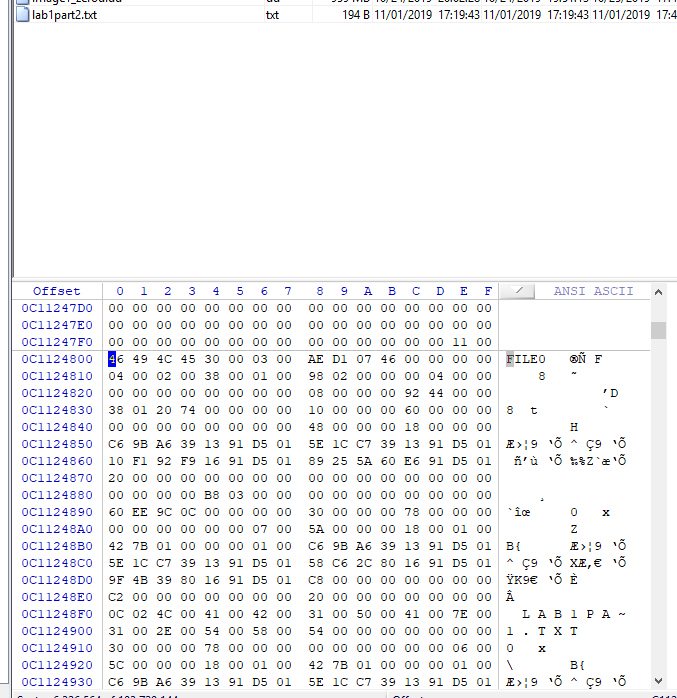 lab1part2.txt txt 194 B 11/01/2019 17:19:43 11/01/2019 17:19:43 11/01/2019 17:4
Offset 0 1 2 3 4 5 6 7 8 9 A B C D E F ANSI ASCII
0C11247D0 00 00 00 00 00 00 00 00 00 00 00 00 00 00 00 00
0C11247E0 00 00 00 00 00 00 00 00 00 00 00 00 00 00 00 00
0C11247F0 00 00 00 00 00 00 00 00 00 00 00 00 00 00 11 00
0C1124800 46 49 4C 45 30 00 03 00 AE D1 07 46 00 00 00 00 FILE0 ®Ñ F
0C1124810 04 00 02 00 38 00 01 00 98 02 00 00 00 04 00 00 8 ˜
0C1124820 00 00 00 00 00 00 00 00 08 00 00 00 92 44 00 00 ’D
0C1124830 38 01 20 74 00 00 00 00 10 00 00 00 60 00 00 00 8 t `
0C1124840 00 00 00 00 00 00 00 00 48 00 00 00 18 00 00 00 H
0C1124850 C6 9B A6 39 13 91 D5 01 5E 1C C7 39 13 91 D5 01 Æ›¦9 ‘Õ ^ Ç9 ‘Õ
0C1124860 10 F1 92 F9 16 91 D5 01 89 25 5A 60 E6 91 D5 01 ñ’ù ‘Õ ‰%Z`æ‘Õ
0C1124870 20 00 00 00 00 00 00 00 00 00 00 00 00 00 00 00
0C1124880 00 00 00 00 B8 03 00 00 00 00 00 00 00 00 00 00 ¸
0C1124890 60 EE 9C 0C 00 00 00 00 30 00 00 00 78 00 00 00 `îœ 0 x
0C11248A0 00 00 00 00 00 00 07 00 5A 00 00 00 18 00 01 00 Z
0C11248B0 42 7B 01 00 00 00 01 00 C6 9B A6 39 13 91 D5 01 B{ Æ›¦9 ‘Õ
0C11248C0 5E 1C C7 39 13 91 D5 01 58 C6 2C 80 16 91 D5 01 ^ Ç9 ‘Õ XÆ,€ ‘Õ
0C11248D0 9F 4B 39 80 16 91 D5 01 C8 00 00 00 00 00 00 00 ŸK9€ ‘Õ È
0C11248E0 C2 00 00 00 00 00 00 00 20 00 00 00 00 00 00 00 Â
0C11248F0 0C 02 4C 00 41 00 42 00 31 00 50 00 41 00 7E 00 L A B 1 P A ~
0C1124900 31 00 2E 00 54 00 58 00 54 00 00 00 00 00 00 00 1 . T X T
0C1124910 30 00 00 00 78 00 00 00 00 00 00 00 00 00 06 00 0 x
0C1124920 5C 00 00 00 18 00 01 00 42 7B 01 00 00 00 01 00 \ B{
0C1124930 C6 9B A6 39 13 91 D5 01 5E 1C C7 39 13 91 D5 01 Æ›¦9 ‘Õ ^ Ç9 ‘Õ